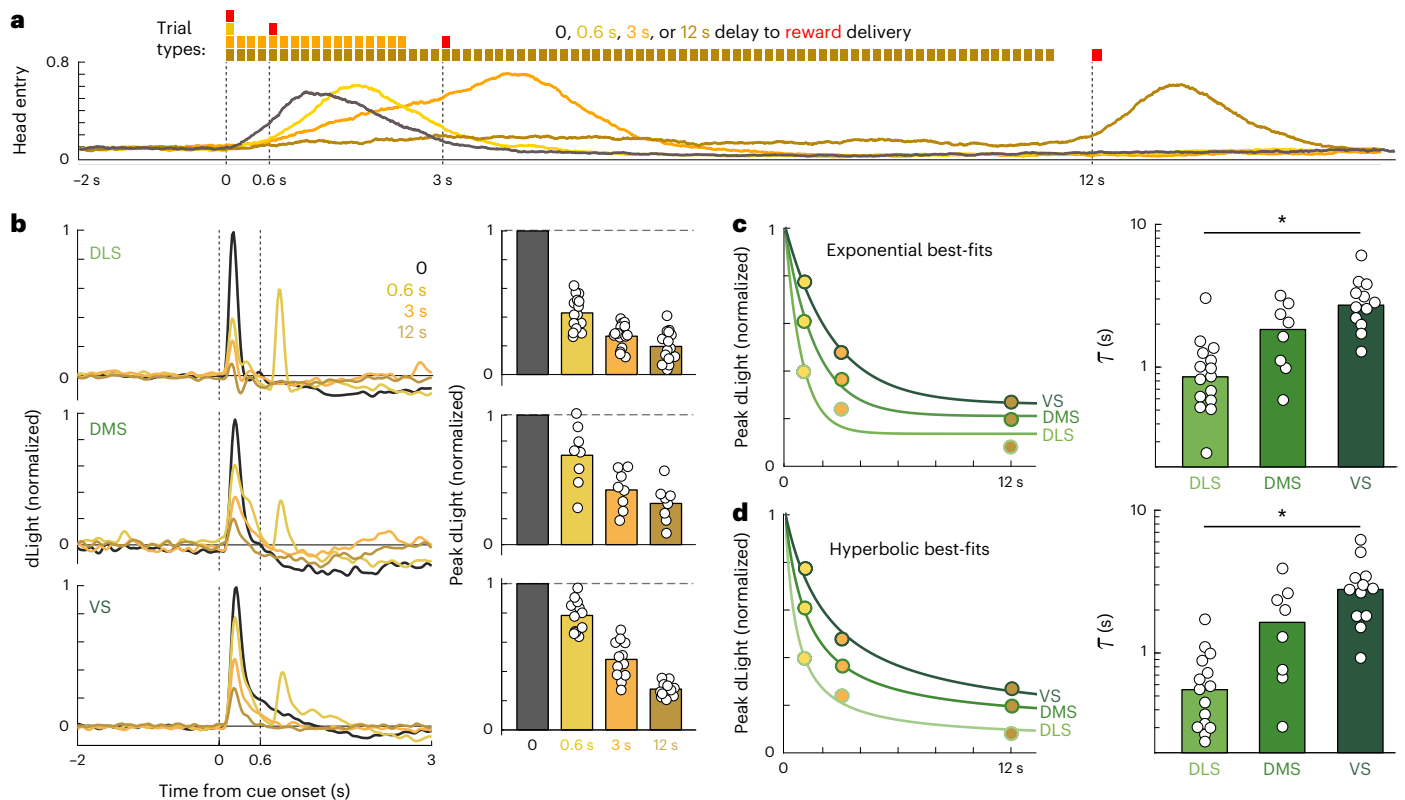 a
Trial
types:
0, 0.6 s, 3 s, or 12 s delay to reward delivery
Head entry
0.8
0
−2 s
0
0.6 s
3 s
12 s
b
dLight (normalized)
1
DLS
0
0
0.6 s
3 s
12 s
1
DMS
0
1
VS
0
−2
0
0.6
3
Time from cue onset (s)
Peak dLight (normalized)
1
0
1
0
1
0
0
0.6 s
3 s
12 s
c
Peak dLight (normalized)
1
Exponential best-fits
VS
DMS
DLS
0
0
12 s
τ (s)
10
*
1
DLS
DMS
VS
d
Peak dLight (normalized)
1
Hyperbolic best-fits
VS
DMS
DLS
0
0
12 s
τ (s)
10
*
1
DLS
DMS
VS